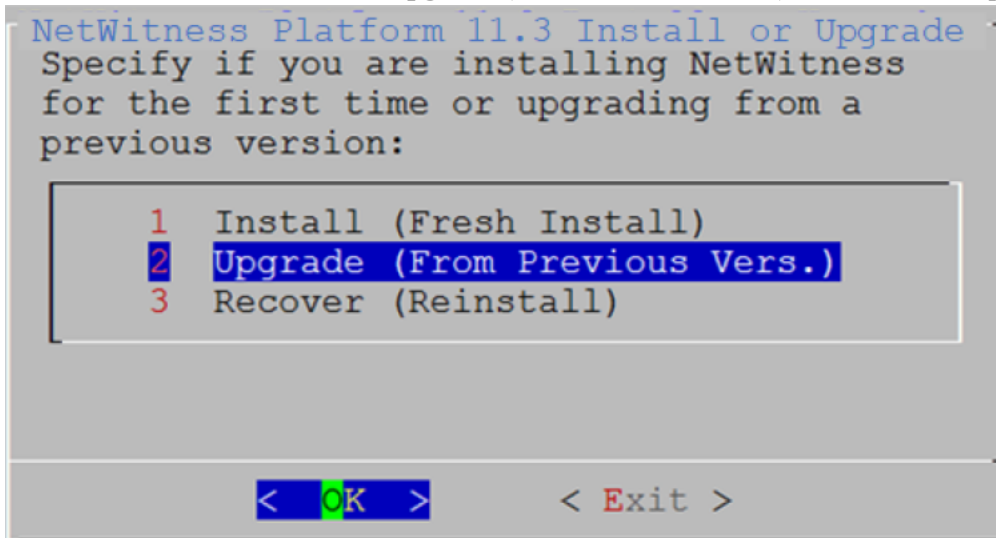 NetWitness Platform 11.3 Install or Upgrade
Specify if you are installing NetWitness
for the first time or upgrading from a
previous version:
1 Install (Fresh Install)
2 Upgrade (From Previous Vers.)
3 Recover (Reinstall)
< OK > < Exit >